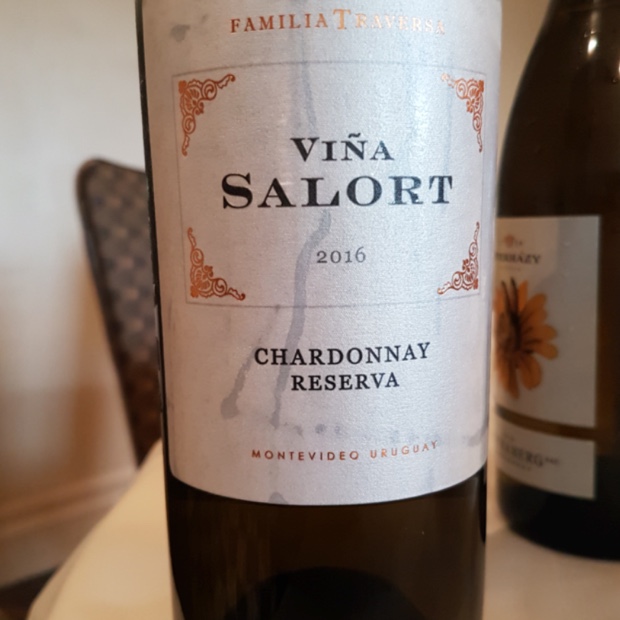 FAMILIA TRAVERSA
VIÑA
SALORT
2016
CHARDONNAY
RESERVA
MONTEVIDEO URUGUAY